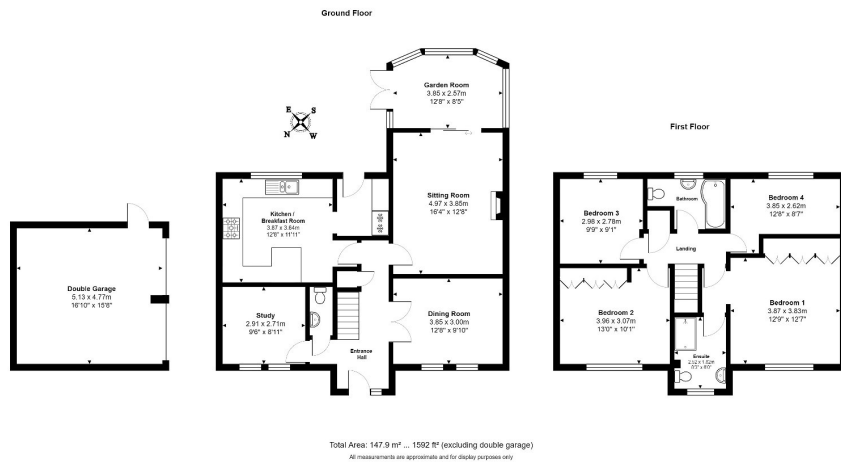 Ground Floor
Garden Room
3.85 x 2.57m
12'8" x 8'5"
E
S
N
W
First Floor
Sitting Room
4.97 x 3.85m
16'4" x 12'8"
Kitchen /
Breakfast Room
3.87 x 3.64m
12'8" x 11'11"
Bathroom
Bedroom 4
3.85 x 2.62m
12'8" x 8'7"
Bedroom 3
2.98 x 2.78m
9'9" x 9'1"
Landing
Double Garage
5.13 x 4.77m
16'10" x 15'8"
Study
2.91 x 2.71m
9'6" x 8'11"
Dining Room
3.85 x 3.00m
12'8" x 9'10"
Entrance
Hall
Bedroom 2
3.96 x 3.07m
13'0" x 10'1"
Bedroom 1
3.87 x 3.83m
12'9" x 12'7"
Ensuite
Total Area: 147.9 m² ... 1592 ft² (excluding double garage)
All measurements are approximate and for display purposes only